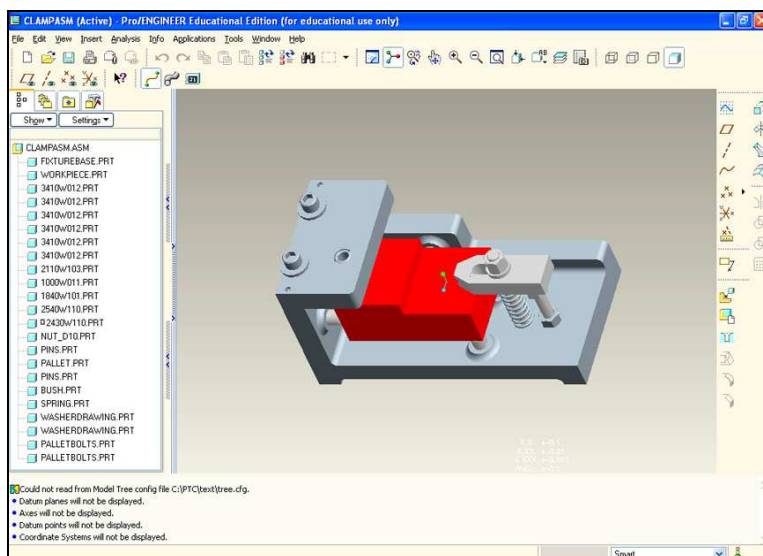 CLAMPASM (Active) - Pro/ENGINEER Educational Edition (for educational use only)
File Edit View Insert Analysis Info Applications Tools Window Help
Show Settings
CLAMPASM.ASM
FIXTUREBASE.PRT
WORKPIECE.PRT
3410W012.PRT
3410W012.PRT
3410W012.PRT
3410W012.PRT
3410W012.PRT
3410W012.PRT
2110W103.PRT
1000W011.PRT
1840W101.PRT
2540W110.PRT
2430W110.PRT
NUT_D10.PRT
PINS.PRT
PALLET.PRT
PINS.PRT
BUSH.PRT
SPRING.PRT
WASHERDRAWING.PRT
WASHERDRAWING.PRT
PALLETBOLTS.PRT
PALLETBOLTS.PRT
Could not read from Model Tree config file C:\PTC\text\tree.cfg.
• Datum planes will not be displayed.
• Axes will not be displayed.
• Datum points will not be displayed.
• Coordinate Systems will not be displayed.
Smart